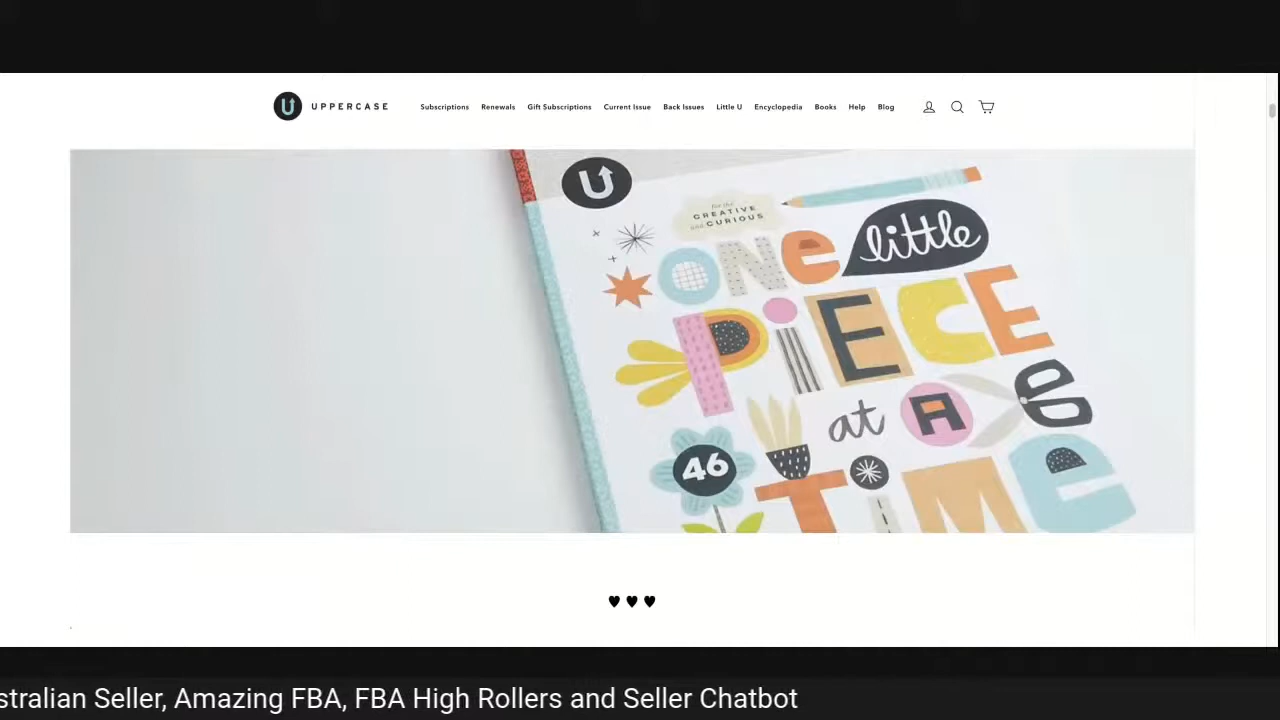 UPPERCASE Subscriptions Renewals Gift Subscriptions Current Issue Back Issues Little U Encyclopedia Books Help Blog
U
for the
CREATIVE
and CURIOUS
ONe little
PiECE
at A
TiME
46
stralian Seller, Amazing FBA, FBA High Rollers and Seller Chatbot